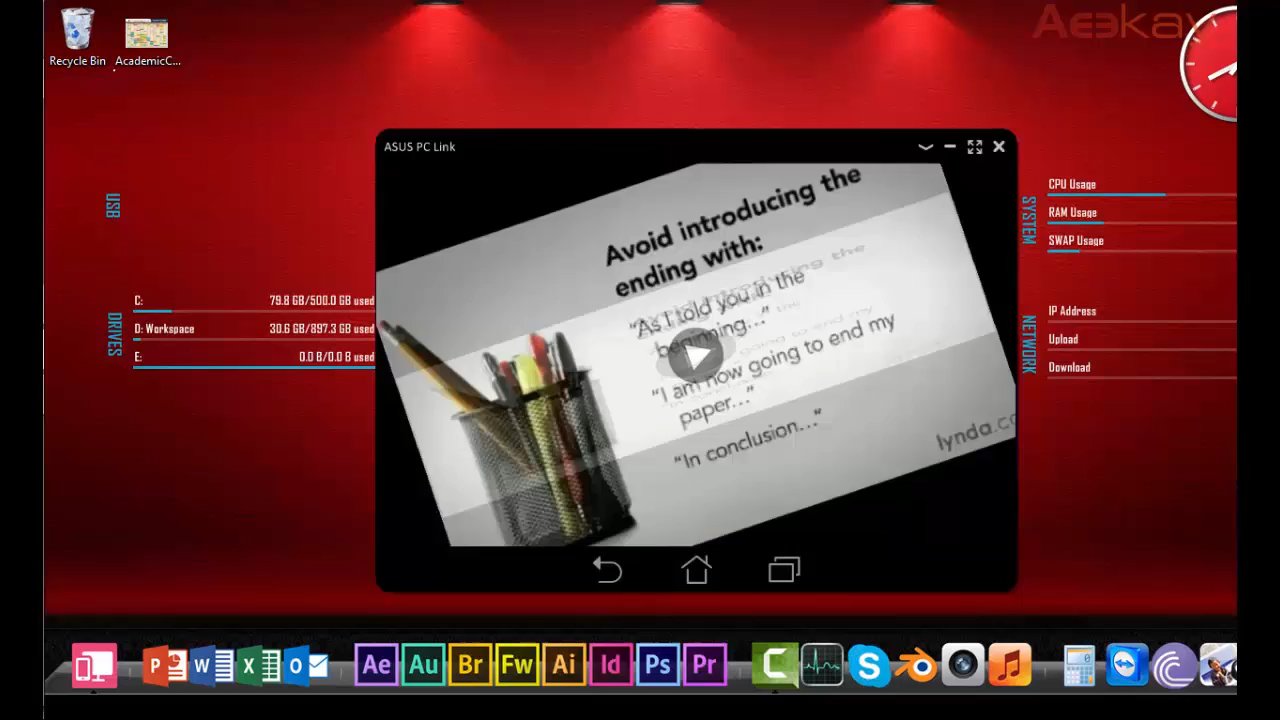 Aeekay
Recycle Bin
AcademicC...
ASUS PC Link
Avoid introducing the
ending with:
"As I told you in the
beginning..."
"I am now going to end my
paper..."
"In conclusion..."
lynda.co
USB
DRIVES
C: 79.8 GB/500.0 GB used
D: Workspace 30.6 GB/897.3 GB used
E: 0.0 B/0.0 B used
SYSTEM
CPU Usage
RAM Usage
SWAP Usage
NETWORK
IP Address
Upload
Download
P W X O Ae Au Br Fw Ai Id Ps Pr C S